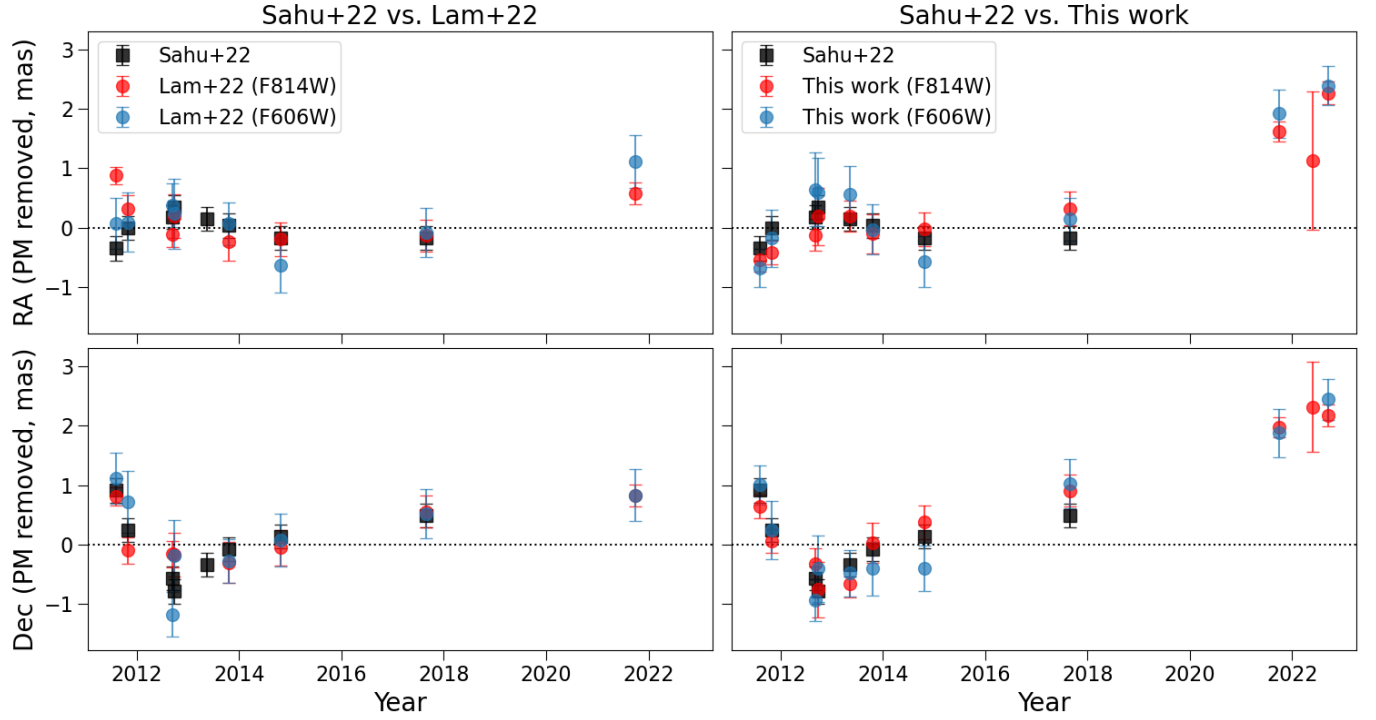 Sahu+22 vs. Lam+22
Sahu+22 vs. This work
RA (PM removed, mas)
3
2
1
0
−1
Sahu+22
Lam+22 (F814W)
Lam+22 (F606W)
Sahu+22
This work (F814W)
This work (F606W)
Dec (PM removed, mas)
3
2
1
0
−1
2012 2014 2016 2018 2020 2022
Year
2012 2014 2016 2018 2020 2022
Year